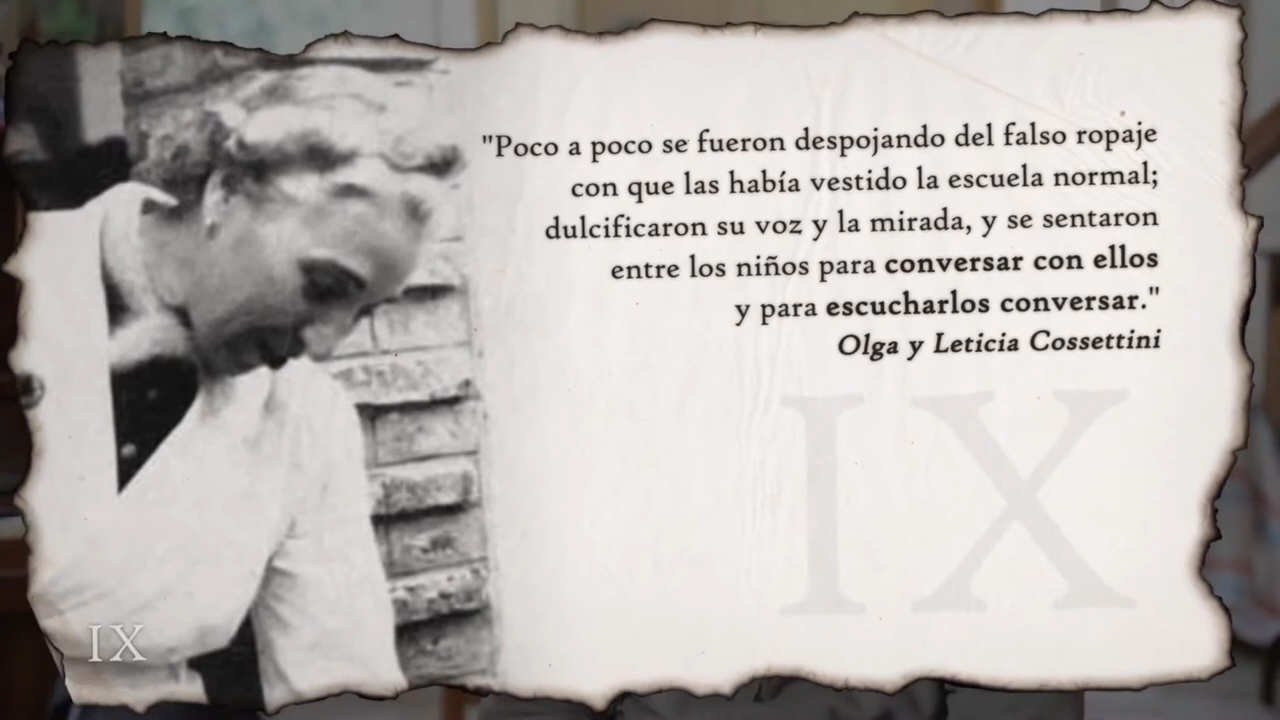 "Poco a poco se fueron despojando del falso ropaje
con que las había vestido la escuela normal;
dulcificaron su voz y la mirada, y se sentaron
entre los niños para conversar con ellos
y para escucharlos conversar."
Olga y Leticia Cossettini
IX
IX